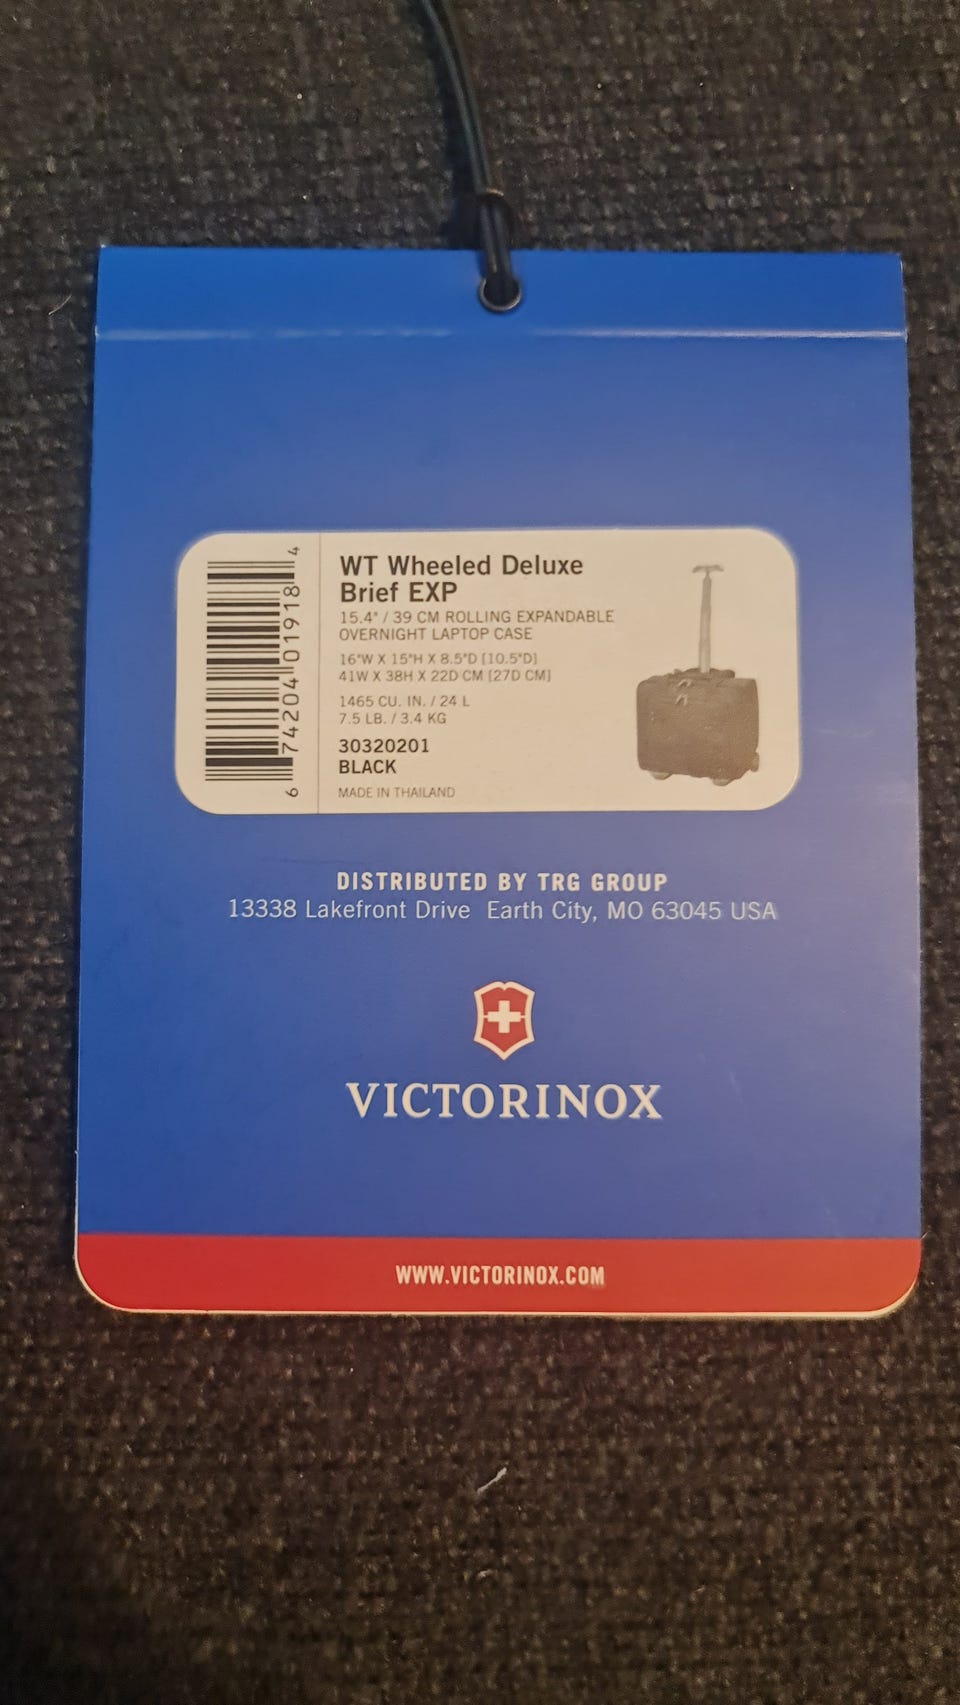 WT Wheeled Deluxe
Brief EXP
15.4" / 39 CM ROLLING EXPANDABLE
OVERNIGHT LAPTOP CASE
16"W X 15"H X 8.5"D [10.5"D]
41W X 38H X 22D CM [27D CM]
1465 CU. IN. / 24 L
7.5 LB. / 3.4 KG
30320201
BLACK
MADE IN THAILAND
6 74204 01918 4
DISTRIBUTED BY TRG GROUP
13338 Lakefront Drive Earth City, MO 63045 USA
VICTORINOX
WWW.VICTORINOX.COM